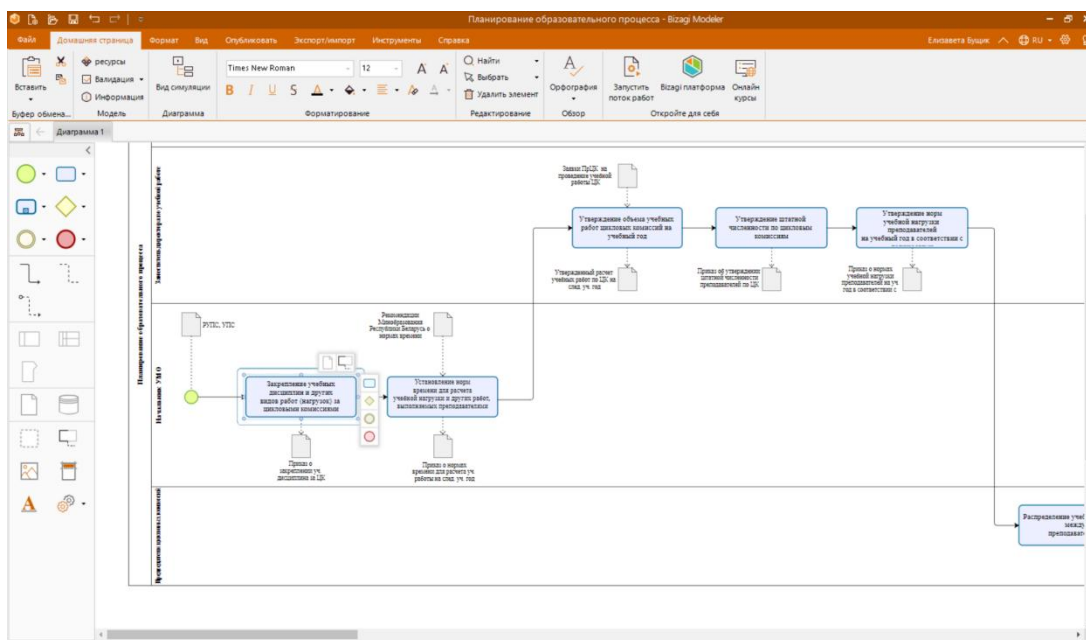 Планирование образовательного процесса - Bizagi Modeler
Файл Домашняя страница Формат Вид Опубликовать Экспорт/импорт Инструменты Справка
Елизавета Бущик RU
Вставить
Буфер обмена...
ресурсы
Валидация
Информация
Модель
Вид симуляции
Диаграмма
Times New Roman 12
B I U S
Форматирование
Найти
Выбрать
Удалить элемент
Редактирование
Орфография
Обзор
Запустить
поток работ
Bizagi платформа
Онлайн
курсы
Откройте для себя
Диаграмма 1
Планирование образовательного процесса
Заместитель директора по учебной работе
Заявки ПрЦК на
проведение учебной
работы ЦК
Утверждение объема учебных
работ цикловых комиссий на
учебный год
Утверждение штатной
численности по цикловым
комиссиям
Утверждение норм
учебной нагрузки
преподавателей
на учебный год в соответствии с
Утвержденный расчет
учебных работ по ЦК на
след. уч. год
Приказ об утверждении
штатной численности
преподавателей по ЦК
Приказ о нормах
учебной нагрузки
преподавателей на уч.
год в соответствии с
Начальник УМО
РУПС, УПС
Рекомендации
Минобразования
Республики Беларусь о
нормах времени
Закрепление учебных
дисциплин и других
видов работ (нагрузок) за
цикловыми комиссиями
Установление норм
времени для расчета
учебной нагрузки и других работ,
выполняемых преподавателями
Приказ о
закреплении уч.
дисциплин за ЦК
Приказ о нормах
времени для расчета уч.
работы на след. уч. год
Председатели цикловых комиссий
Распределение
между